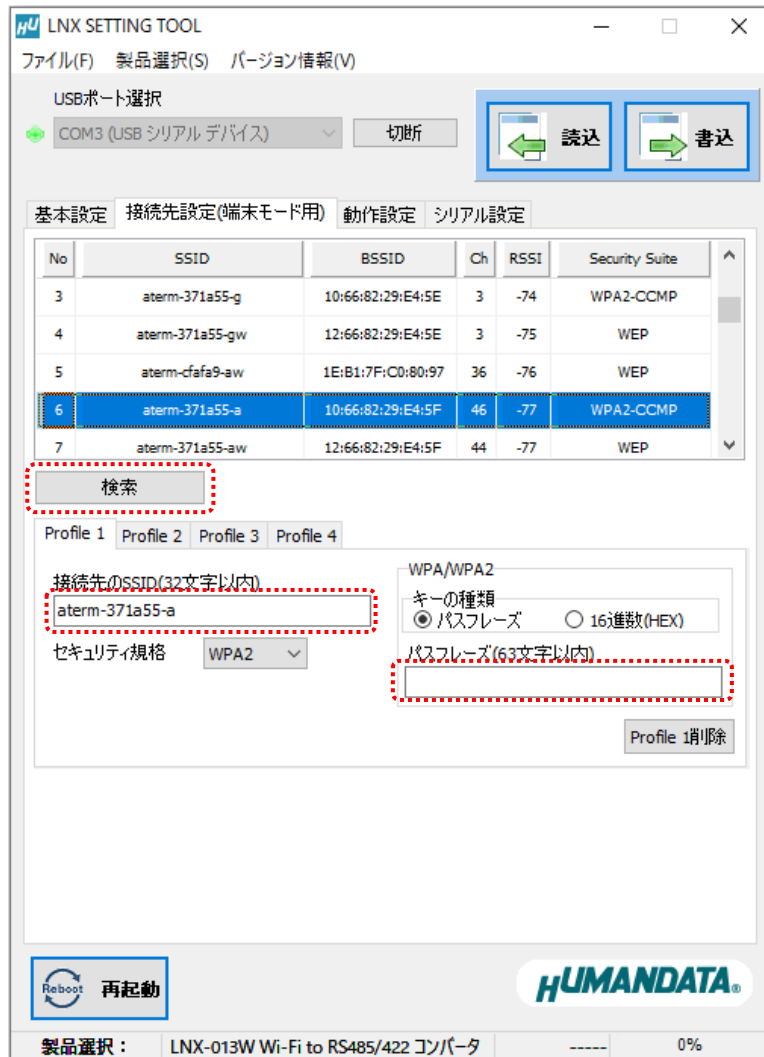 HU LNX SETTING TOOL
ファイル(F) 製品選択(S) バージョン情報(V)
USBポート選択
COM3 (USB シリアル デバイス) 切断 読込 書込
基本設定 接続先設定(端末モード用) 動作設定 シリアル設定
No SSID BSSID Ch RSSI Security Suite
3 aterm-371a55-g 10:66:82:29:E4:5E 3 -74 WPA2-CCMP
4 aterm-371a55-gw 12:66:82:29:E4:5E 3 -75 WEP
5 aterm-cfafa9-aw 1E:B1:7F:C0:80:97 36 -76 WEP
6 aterm-371a55-a 10:66:82:29:E4:5F 46 -77 WPA2-CCMP
7 aterm-371a55-aw 12:66:82:29:E4:5F 44 -77 WEP
検索
Profile 1 Profile 2 Profile 3 Profile 4
接続先のSSID(32文字以内)
aterm-371a55-a
セキュリティ規格 WPA2
WPA/WPA2
キーの種類
パスフレーズ 16進数(HEX)
パスフレーズ(63文字以内)
Profile 1削除
Reboot 再起動
HUMANDATA®
製品選択： LNX-013W Wi-Fi to RS485/422 コンバータ ----- 0%